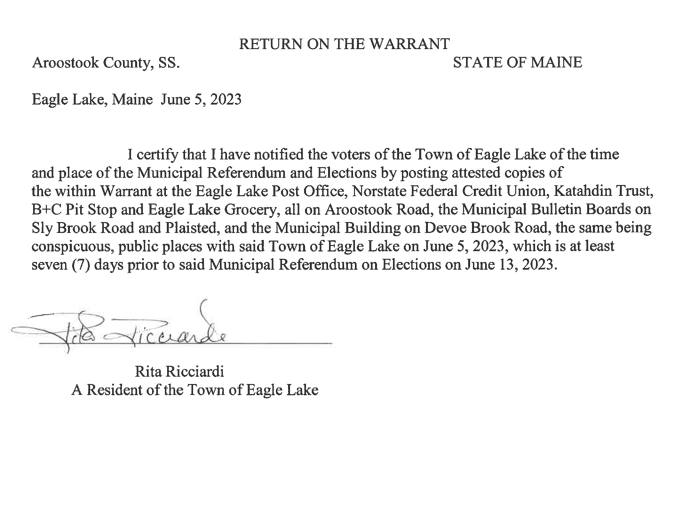 RETURN ON THE WARRANT
Aroostook County, SS. STATE OF MAINE
Eagle Lake, Maine June 5, 2023
I certify that I have notified the voters of the Town of Eagle Lake of the time
and place of the Municipal Referendum and Elections by posting attested copies of
the within Warrant at the Eagle Lake Post Office, Norstate Federal Credit Union, Katahdin Trust,
B+C Pit Stop and Eagle Lake Grocery, all on Aroostook Road, the Municipal Bulletin Boards on
Sly Brook Road and Plaisted, and the Municipal Building on Devoe Brook Road, the same being
conspicuous, public places with said Town of Eagle Lake on June 5, 2023, which is at least
seven (7) days prior to said Municipal Referendum on Elections on June 13, 2023.
Rita Ricciardi
Rita Ricciardi
A Resident of the Town of Eagle Lake